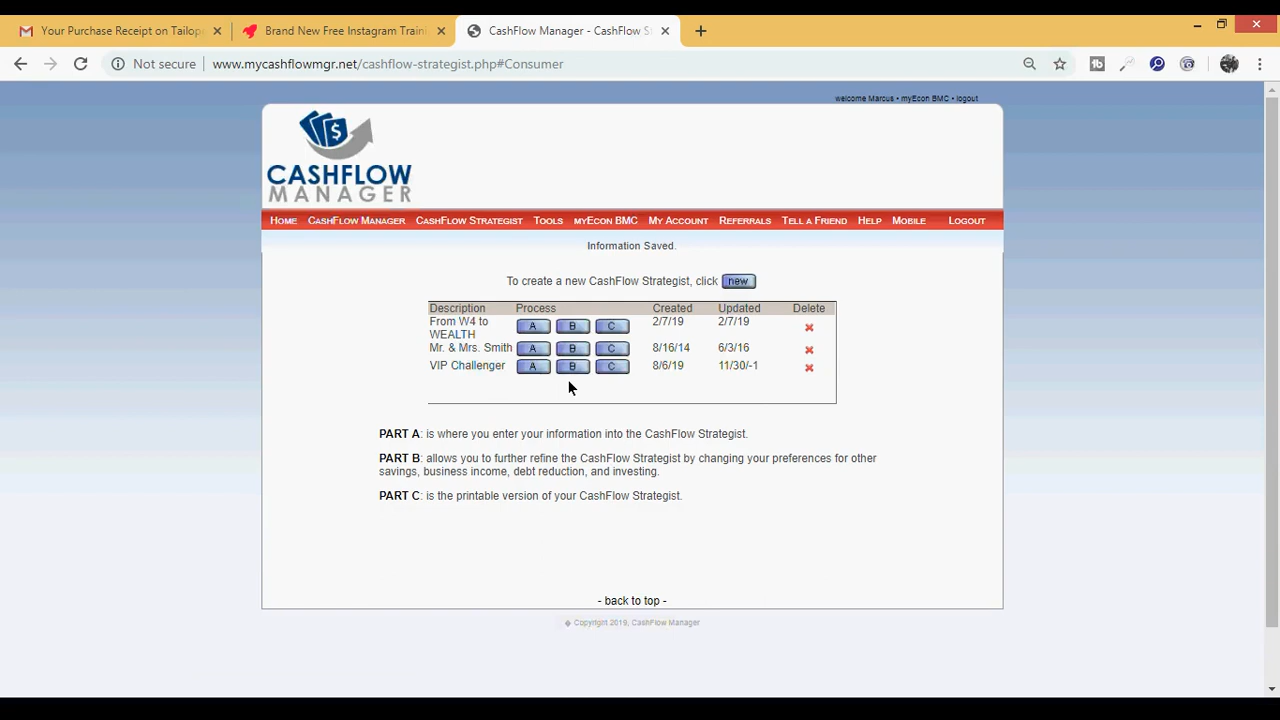 Your Purchase Receipt on Tailop
Brand New Free Instagram Traini
CashFlow Manager - CashFlow S
Not secure
www.mycashflowmgr.net/cashflow-strategist.php#Consumer
welcome Marcus • myEcon BMC • logout
$
CASHFLOW
MANAGER
HOME CASHFLOW MANAGER CASHFLOW STRATEGIST TOOLS MYECON BMC MY ACCOUNT REFERRALS TELL A FRIEND HELP MOBILE LOGOUT
Information Saved.
To create a new CashFlow Strategist, click new
Description Process Created Updated Delete
From W4 to WEALTH A B C 2/7/19 2/7/19
Mr. & Mrs. Smith A B C 8/16/14 6/3/16
VIP Challenger A B C 8/6/19 11/30/-1
PART A: is where you enter your information into the CashFlow Strategist.
PART B: allows you to further refine the CashFlow Strategist by changing your preferences for other
savings, business income, debt reduction, and investing.
PART C: is the printable version of your CashFlow Strategist.
- back to top -
� Copyright 2019, CashFlow Manager